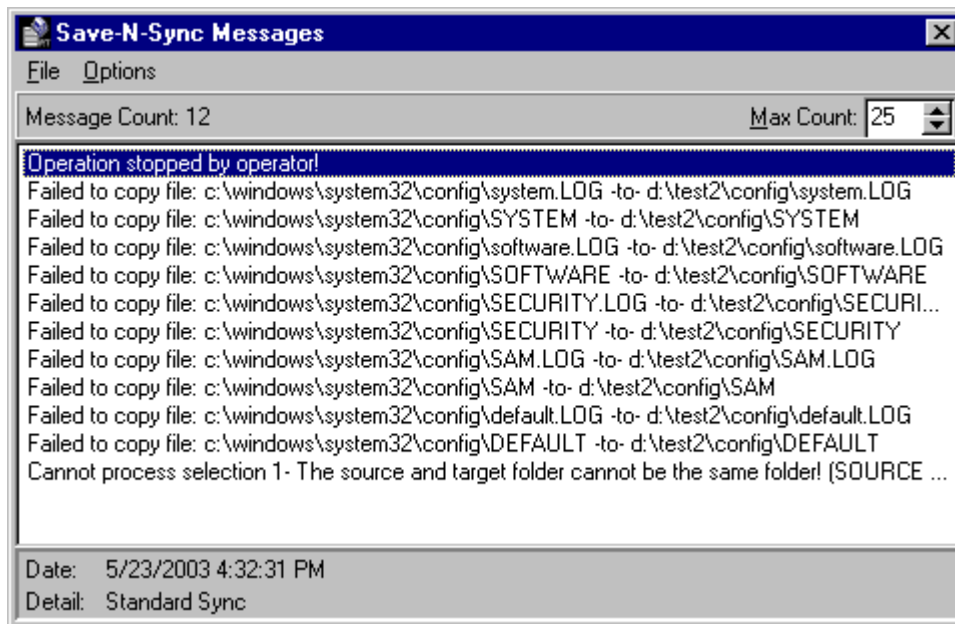 Save-N-Sync Messages
File Options
Message Count: 12 Max Count: 25
Operation stopped by operator!
Failed to copy file: c:\windows\system32\config\system.LOG -to- d:\test2\config\system.LOG
Failed to copy file: c:\windows\system32\config\SYSTEM -to- d:\test2\config\SYSTEM
Failed to copy file: c:\windows\system32\config\software.LOG -to- d:\test2\config\software.LOG
Failed to copy file: c:\windows\system32\config\SOFTWARE -to- d:\test2\config\SOFTWARE
Failed to copy file: c:\windows\system32\config\SECURITY.LOG -to- d:\test2\config\SECURI...
Failed to copy file: c:\windows\system32\config\SECURITY -to- d:\test2\config\SECURITY
Failed to copy file: c:\windows\system32\config\SAM.LOG -to- d:\test2\config\SAM.LOG
Failed to copy file: c:\windows\system32\config\SAM -to- d:\test2\config\SAM
Failed to copy file: c:\windows\system32\config\default.LOG -to- d:\test2\config\default.LOG
Failed to copy file: c:\windows\system32\config\DEFAULT -to- d:\test2\config\DEFAULT
Cannot process selection 1- The source and target folder cannot be the same folder! (SOURCE ...
Date: 5/23/2003 4:32:31 PM
Detail: Standard Sync